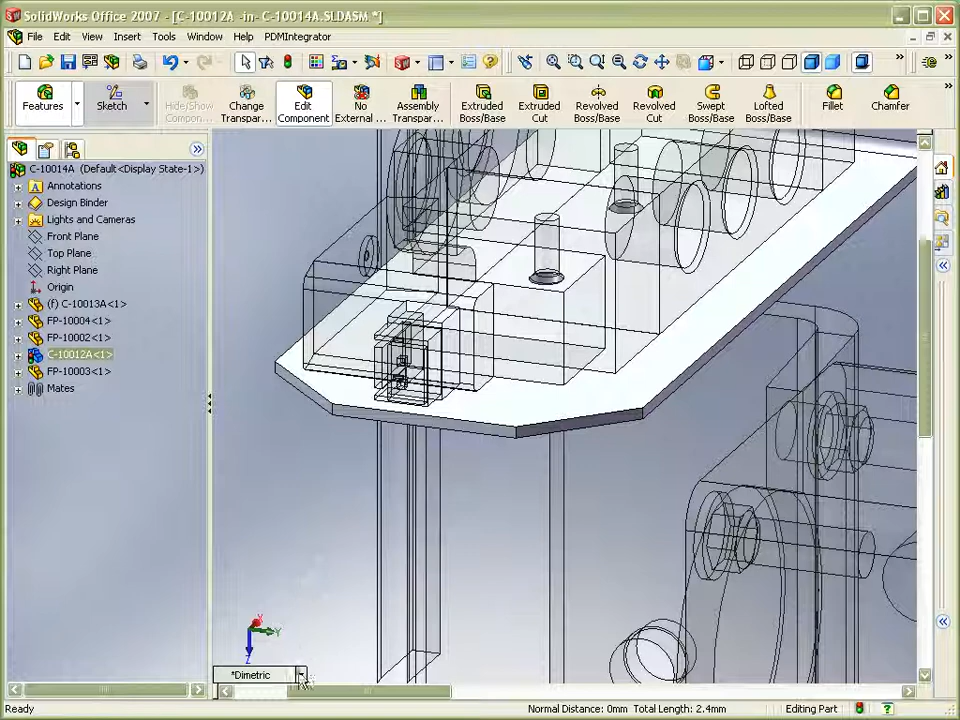 SolidWorks Office 2007 - [C-10012A -in- C-10014A.SLDASM *]
File Edit View Insert Tools Window Help PDMIntegrator
Features
Sketch
Hide/Show Compon...
Change Transpar...
Edit Component
No External ...
Assembly Transpar...
Extruded Boss/Base
Extruded Cut
Revolved Boss/Base
Revolved Cut
Swept Boss/Base
Lofted Boss/Base
Fillet
Chamfer
C-10014A (Default<Display State-1>)
Annotations
Design Binder
Lights and Cameras
Front Plane
Top Plane
Right Plane
Origin
(f) C-10013A<1>
FP-10004<1>
FP-10002<1>
C-10012A<1>
FP-10003<1>
Mates
X
Y
Z
*Dimetric
Ready
Normal Distance: 0mm Total Length: 2.4mm
Editing Part